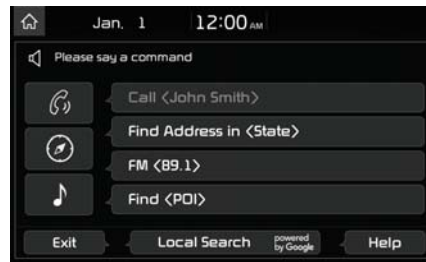 Jan. 1 12:00 AM
Please say a command
Call <John Smith>
Find Address in <State>
FM <89.1>
Find <POI>
Exit Local Search powered by Google Help